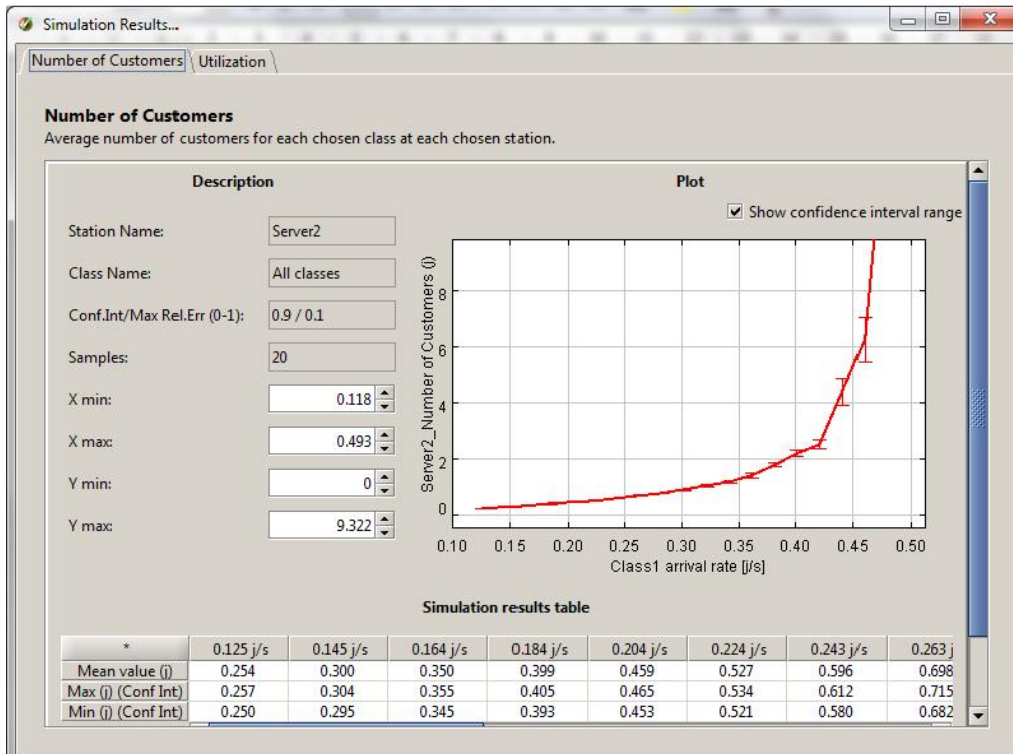 Simulation Results...
Number of Customers Utilization
Number of Customers
Average number of customers for each chosen class at each chosen station.
Description
Station Name: Server2
Class Name: All classes
Conf.Int/Max Rel.Err (0-1): 0.9 / 0.1
Samples: 20
X min: 0.118
X max: 0.493
Y min: 0
Y max: 9.322
Plot
Show confidence interval range
Server2_Number of Customers (j)
8
6
4
2
0
0.10 0.15 0.20 0.25 0.30 0.35 0.40 0.45 0.50
Class1 arrival rate [j/s]
Simulation results table
* 0.125 j/s 0.145 j/s 0.164 j/s 0.184 j/s 0.204 j/s 0.224 j/s 0.243 j/s 0.263 j
Mean value (j) 0.254 0.300 0.350 0.399 0.459 0.527 0.596 0.698
Max (j) (Conf Int) 0.257 0.304 0.355 0.405 0.465 0.534 0.612 0.715
Min (j) (Conf Int) 0.250 0.295 0.345 0.393 0.453 0.521 0.580 0.682